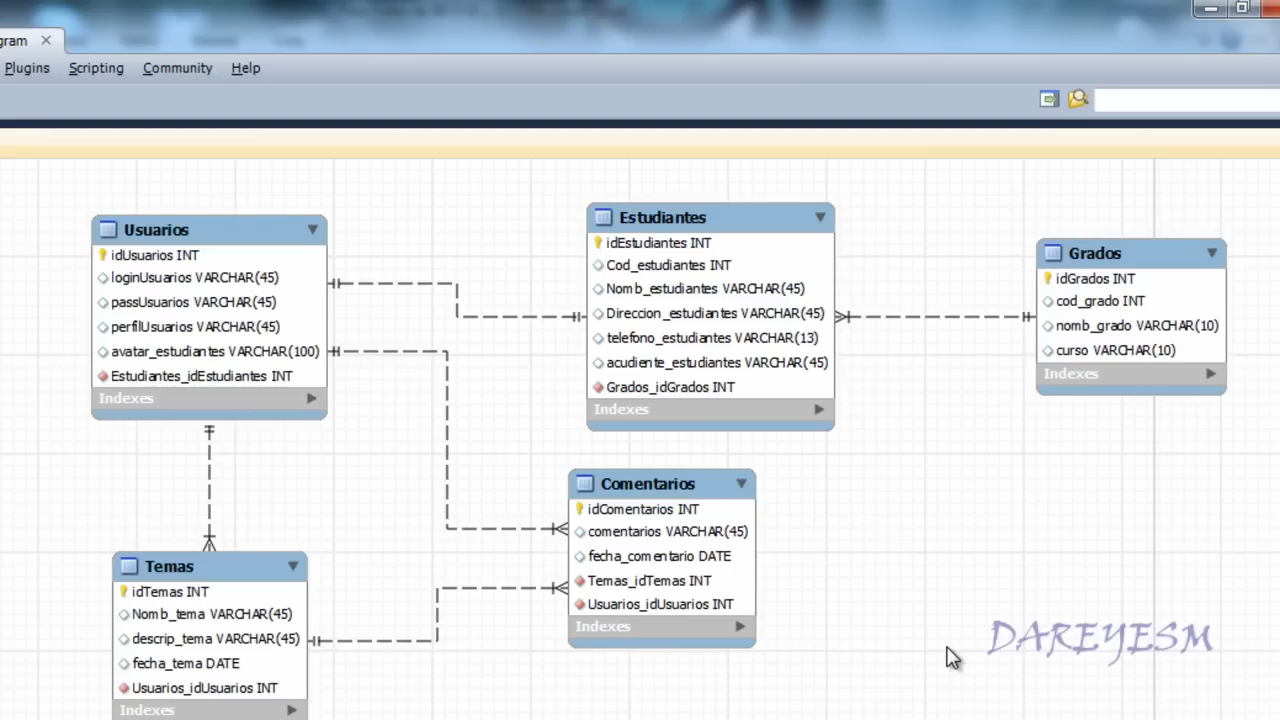 gram
Plugins Scripting Community Help
Usuarios
idUsuarios INT
loginUsuarios VARCHAR(45)
passUsuarios VARCHAR(45)
perfilUsuarios VARCHAR(45)
avatar_estudiantes VARCHAR(100)
Estudiantes_idEstudiantes INT
Indexes
Estudiantes
idEstudiantes INT
Cod_estudiantes INT
Nomb_estudiantes VARCHAR(45)
Direccion_estudiantes VARCHAR(45)
telefono_estudiantes VARCHAR(13)
acudiente_estudiantes VARCHAR(45)
Grados_idGrados INT
Indexes
Grados
idGrados INT
cod_grado INT
nomb_grado VARCHAR(10)
curso VARCHAR(10)
Indexes
Comentarios
idComentarios INT
comentarios VARCHAR(45)
fecha_comentario DATE
Temas_idTemas INT
Usuarios_idUsuarios INT
Indexes
Temas
idTemas INT
Nomb_tema VARCHAR(45)
descrip_tema VARCHAR(45)
fecha_tema DATE
Usuarios_idUsuarios INT
Indexes
DAREYESM